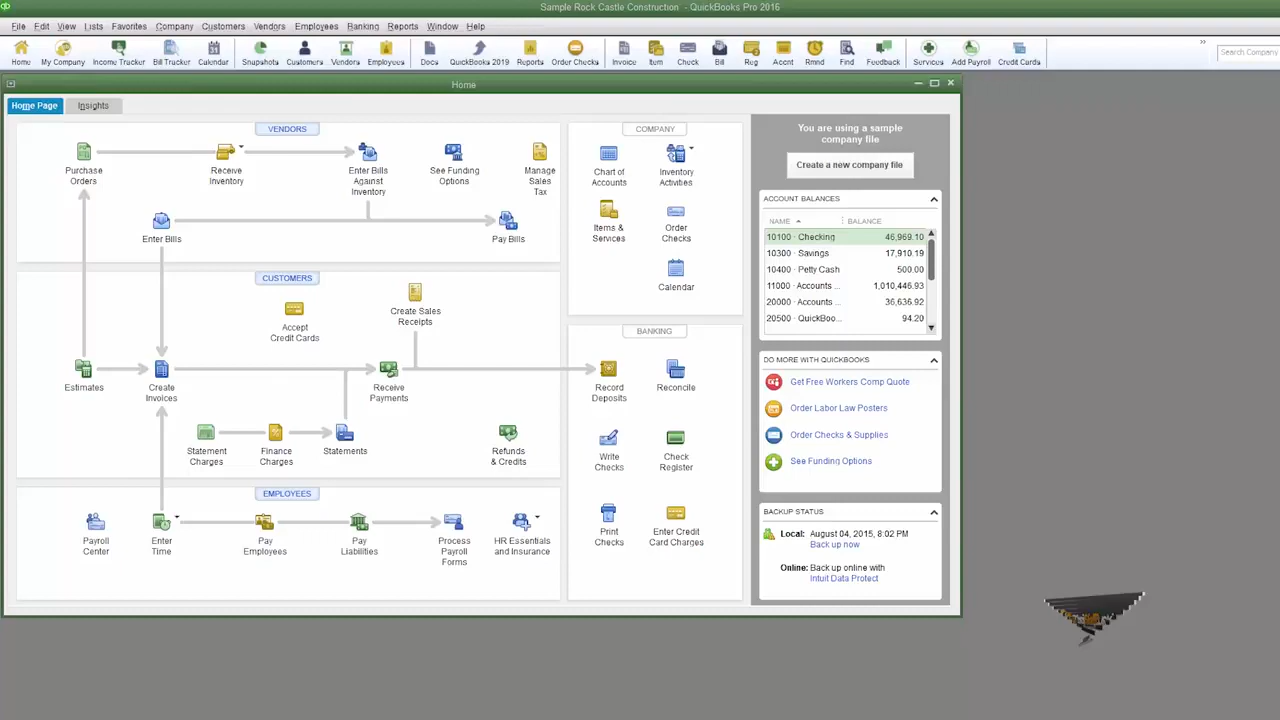 Sample Rock Castle Construction - QuickBooks Pro 2016
File Edit View Lists Favorites Company Customers Vendors Employees Banking Reports Window Help
Home My Company Income Tracker Bill Tracker Calendar Snapshots Customers Vendors Employees Docs QuickBooks 2019 Reports Order Checks Invoice Item Check Bill Reg Accnt Rmnd Find Feedback Services Add Payroll Credit Cards
Search Company
Home
Home Page Insights
VENDORS
Purchase
Orders
Receive
Inventory
Enter Bills
Against
Inventory
See Funding
Options
Manage
Sales
Tax
Enter Bills
Pay Bills
CUSTOMERS
Accept
Credit Cards
Create Sales
Receipts
Estimates
Create
Invoices
Receive
Payments
Statement
Charges
Finance
Charges
Statements
Refunds
& Credits
EMPLOYEES
Payroll
Center
Enter
Time
Pay
Employees
Pay
Liabilities
Process
Payroll
Forms
HR Essentials
and Insurance
COMPANY
Chart of
Accounts
Inventory
Activities
Items &
Services
Order
Checks
Calendar
BANKING
Record
Deposits
Reconcile
Write
Checks
Check
Register
Print
Checks
Enter Credit
Card Charges
You are using a sample
company file
Create a new company file
ACCOUNT BALANCES
NAME BALANCE
10100 · Checking 46,969.10
10300 · Savings 17,910.19
10400 · Petty Cash 500.00
11000 · Accounts ... 1,010,446.93
20000 · Accounts ... 36,636.92
20500 · QuickBoo... 94.20
DO MORE WITH QUICKBOOKS
Get Free Workers Comp Quote
Order Labor Law Posters
Order Checks & Supplies
See Funding Options
BACKUP STATUS
Local: August 04, 2015, 8:02 PM
Back up now
Online: Back up online with
Intuit Data Protect